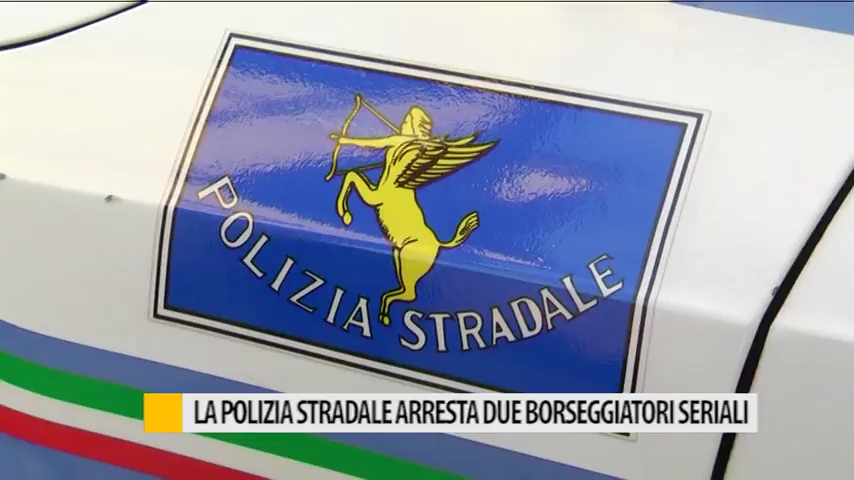 POLIZIA STRADALE
LA POLIZIA STRADALE ARRESTA DUE BORSEGGIATORI SERIALI